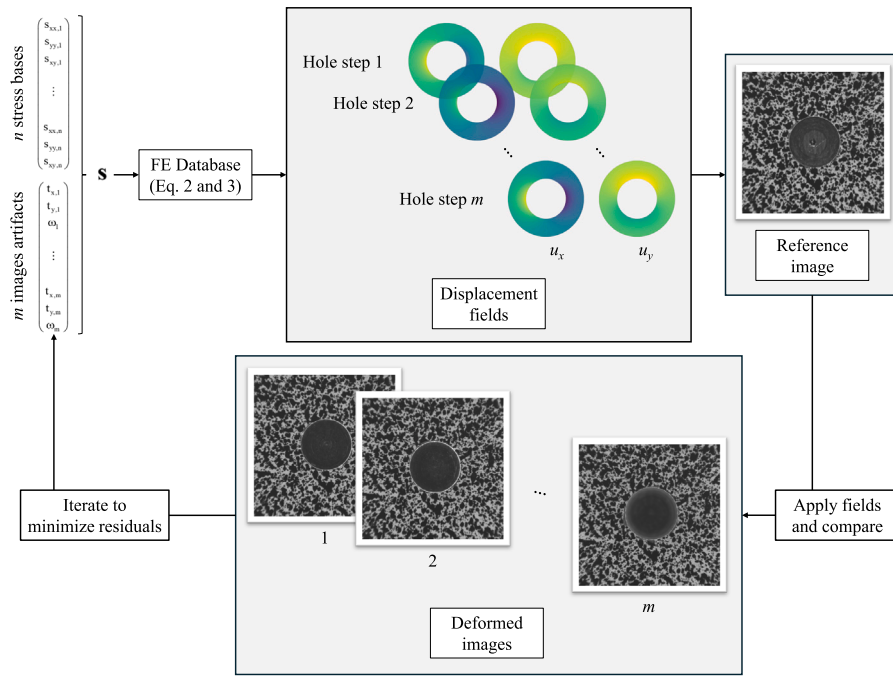 n stress bases
s_xx,1
s_yy,1
s_xy,1
⋮
s_xx,n
s_yy,n
s_xy,n
m images artifacts
t_x,1
t_y,1
ω_1
⋮
t_x,m
t_y,m
ω_m
s
FE Database
(Eq. 2 and 3)
Hole step 1
Hole step 2
...
...
Hole step m
u_x
u_y
Displacement
fields
Reference
image
Apply fields
and compare
1
2
...
m
Deformed
images
Iterate to
minimize residuals